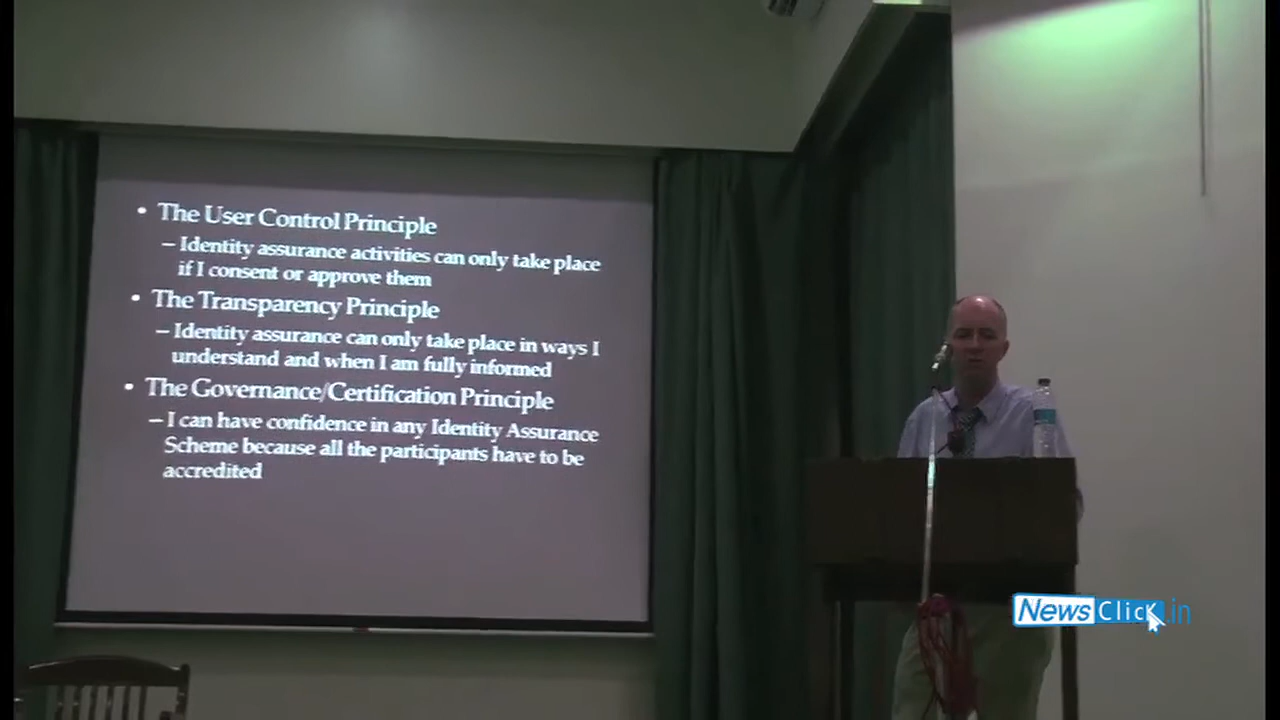 • The User Control Principle
– Identity assurance activities can only take place
if I consent or approve them
• The Transparency Principle
– Identity assurance can only take place in ways I
understand and when I am fully informed
• The Governance/Certification Principle
– I can have confidence in any Identity Assurance
Scheme because all the participants have to be
accredited
NewsClick.in